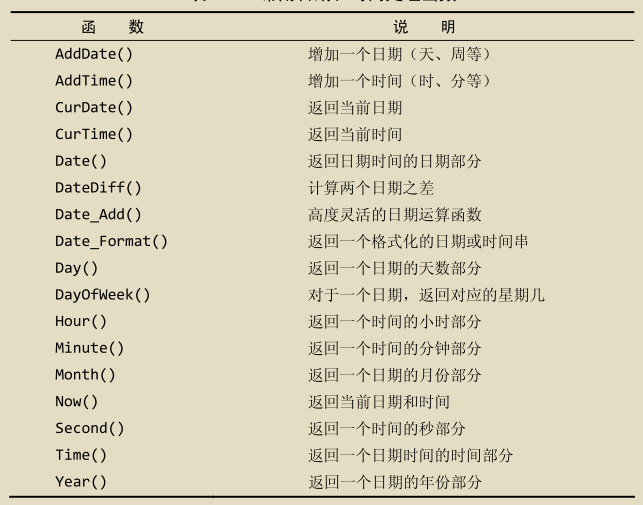 函 数 说 明
AddDate() 增加一个日期（天、周等）
AddTime() 增加一个时间（时、分等）
CurDate() 返回当前日期
CurTime() 返回当前时间
Date() 返回日期时间的日期部分
DateDiff() 计算两个日期之差
Date_Add() 高度灵活的日期运算函数
Date_Format() 返回一个格式化的日期或时间串
Day() 返回一个日期的天数部分
DayOfWeek() 对于一个日期，返回对应的星期几
Hour() 返回一个时间的小时部分
Minute() 返回一个时间的分钟部分
Month() 返回一个日期的月份部分
Now() 返回当前日期和时间
Second() 返回一个时间的秒部分
Time() 返回一个日期时间的时间部分
Year() 返回一个日期的年份部分